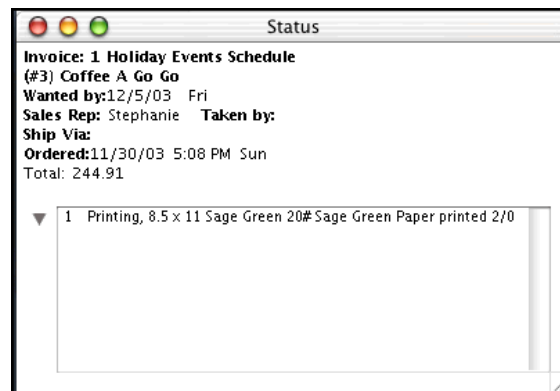 Status
Invoice: 1 Holiday Events Schedule
(#3) Coffee A Go Go
Wanted by:12/5/03 Fri
Sales Rep: Stephanie Taken by:
Ship Via:
Ordered:11/30/03 5:08 PM Sun
Total: 244.91
1 Printing, 8.5 x 11 Sage Green 20# Sage Green Paper printed 2/0